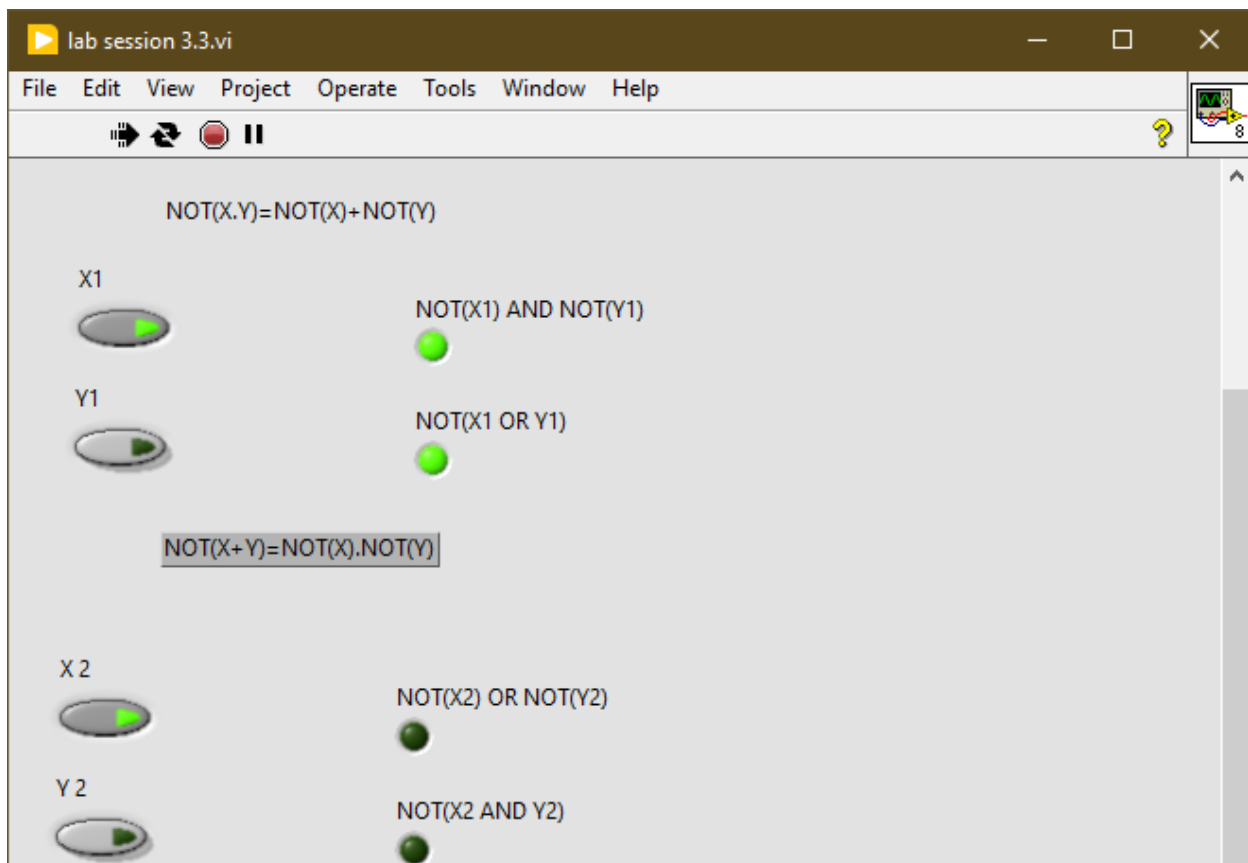 lab session 3.3.vi
File Edit View Project Operate Tools Window Help
8
NOT(X.Y)=NOT(X)+NOT(Y)
X1
NOT(X1) AND NOT(Y1)
Y1
NOT(X1 OR Y1)
NOT(X+Y)=NOT(X).NOT(Y)
X 2
NOT(X2) OR NOT(Y2)
Y 2
NOT(X2 AND Y2)